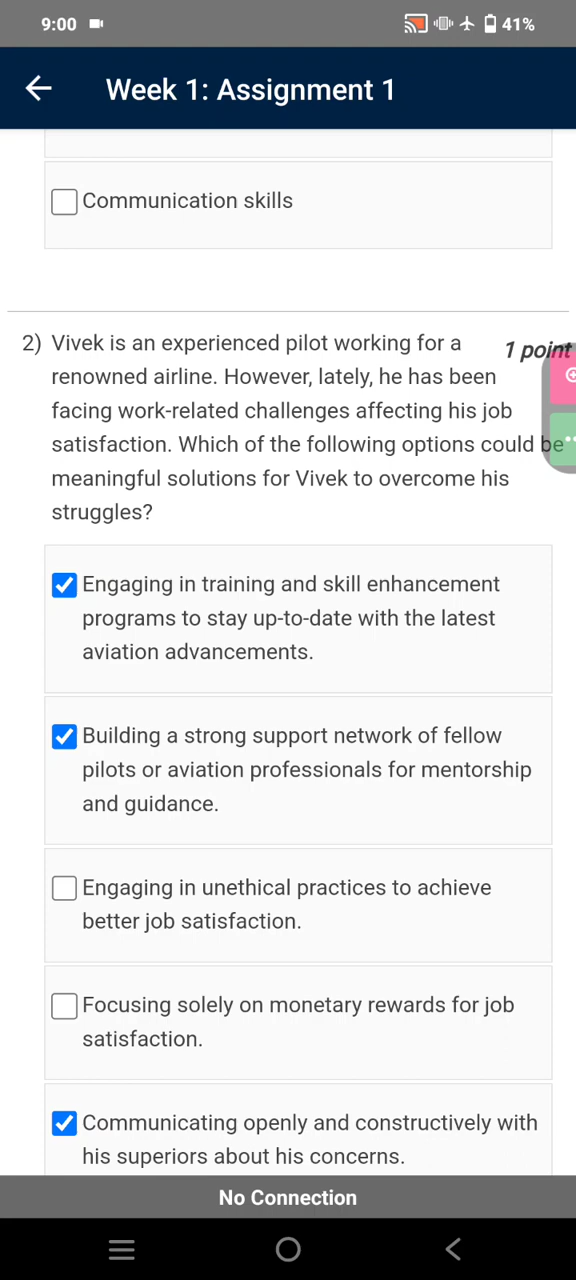 9:00
41%
Week 1: Assignment 1
Communication skills
2) Vivek is an experienced pilot working for a
1 point
renowned airline. However, lately, he has been
facing work-related challenges affecting his job
satisfaction. Which of the following options could be
meaningful solutions for Vivek to overcome his
struggles?
Engaging in training and skill enhancement
programs to stay up-to-date with the latest
aviation advancements.
Building a strong support network of fellow
pilots or aviation professionals for mentorship
and guidance.
Engaging in unethical practices to achieve
better job satisfaction.
Focusing solely on monetary rewards for job
satisfaction.
Communicating openly and constructively with
his superiors about his concerns.
No Connection